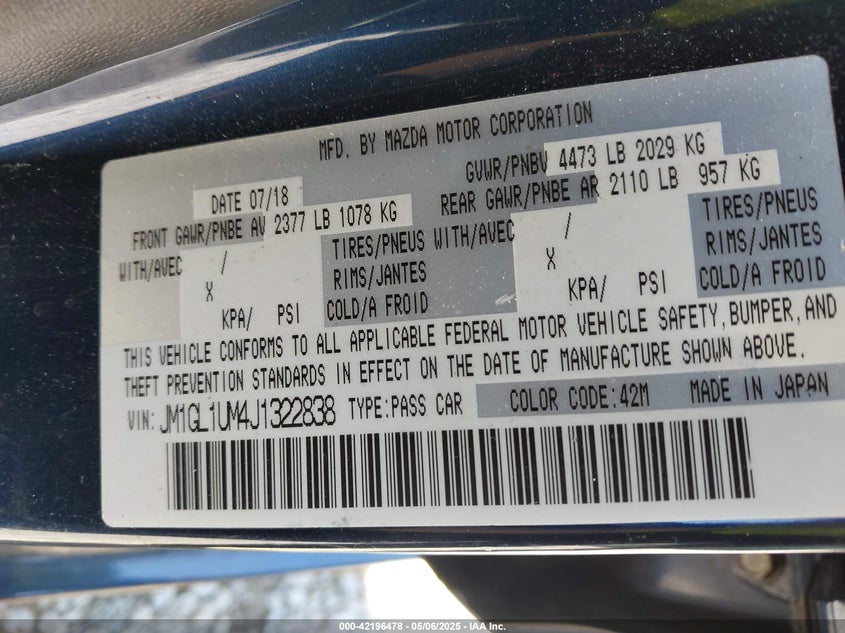 MFD. BY MAZDA MOTOR CORPORATION
DATE 07/18 GVWR/PNBV 4473 LB 2029 KG
FRONT GAWR/PNBE AV 2377 LB 1078 KG REAR GAWR/PNBE AR 2110 LB 957 KG
WITH/AVEC / TIRES/PNEUS WITH/AVEC / TIRES/PNEUS
X RIMS/JANTES X RIMS/JANTES
KPA/ PSI COLD/A FROID KPA/ PSI COLD/A FROID
THIS VEHICLE CONFORMS TO ALL APPLICABLE FEDERAL MOTOR VEHICLE SAFETY, BUMPER, AND
THEFT PREVENTION STANDARDS IN EFFECT ON THE DATE OF MANUFACTURE SHOWN ABOVE.
VIN: JM1GL1UM4J1322838 TYPE:PASS CAR COLOR CODE:42M MADE IN JAPAN
000-42196478 - 05/06/2025 - IAA Inc.